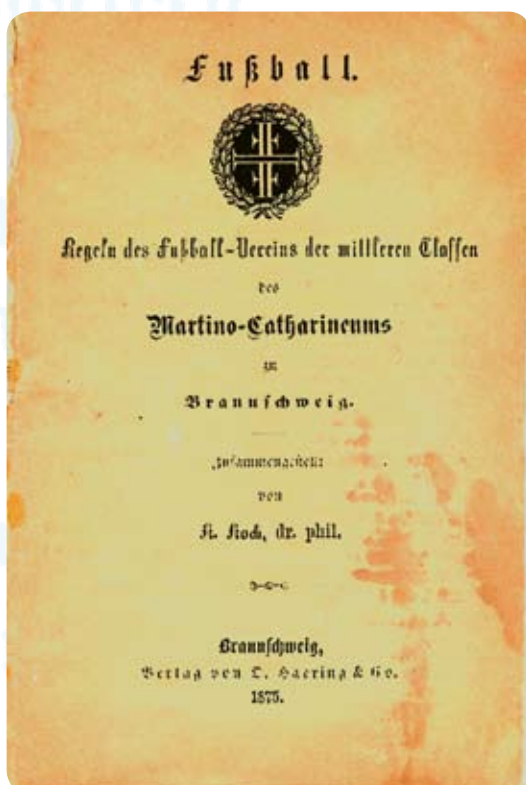 Fußball.
Regeln des Fußball-Vereins der mittleren Classen
des
Martino-Catharineums
zu
Braunschweig.
Zusammengestellt
von
K. Koch, dr. phil.
Braunschweig,
Verlag von O. Haering & Co.
1875.